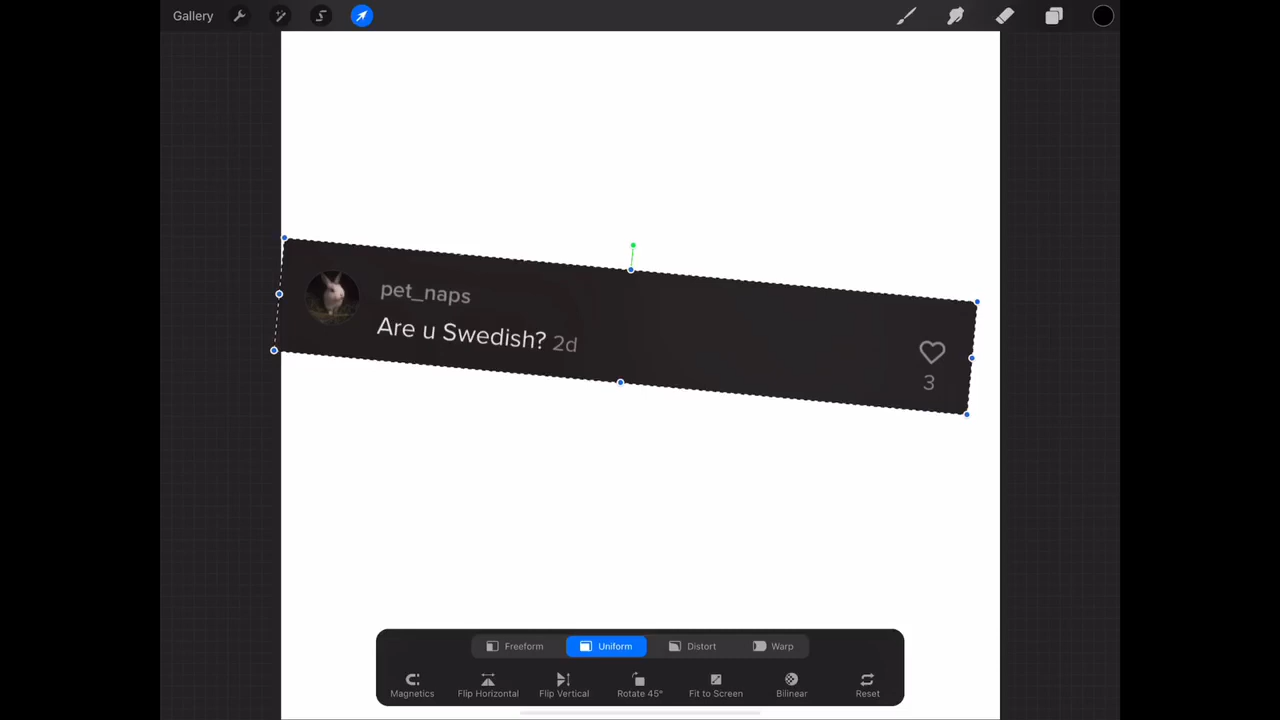 Gallery
pet_naps
Are u Swedish? 2d
3
Freeform Uniform Distort Warp
Magnetics Flip Horizontal Flip Vertical Rotate 45° Fit to Screen Bilinear Reset